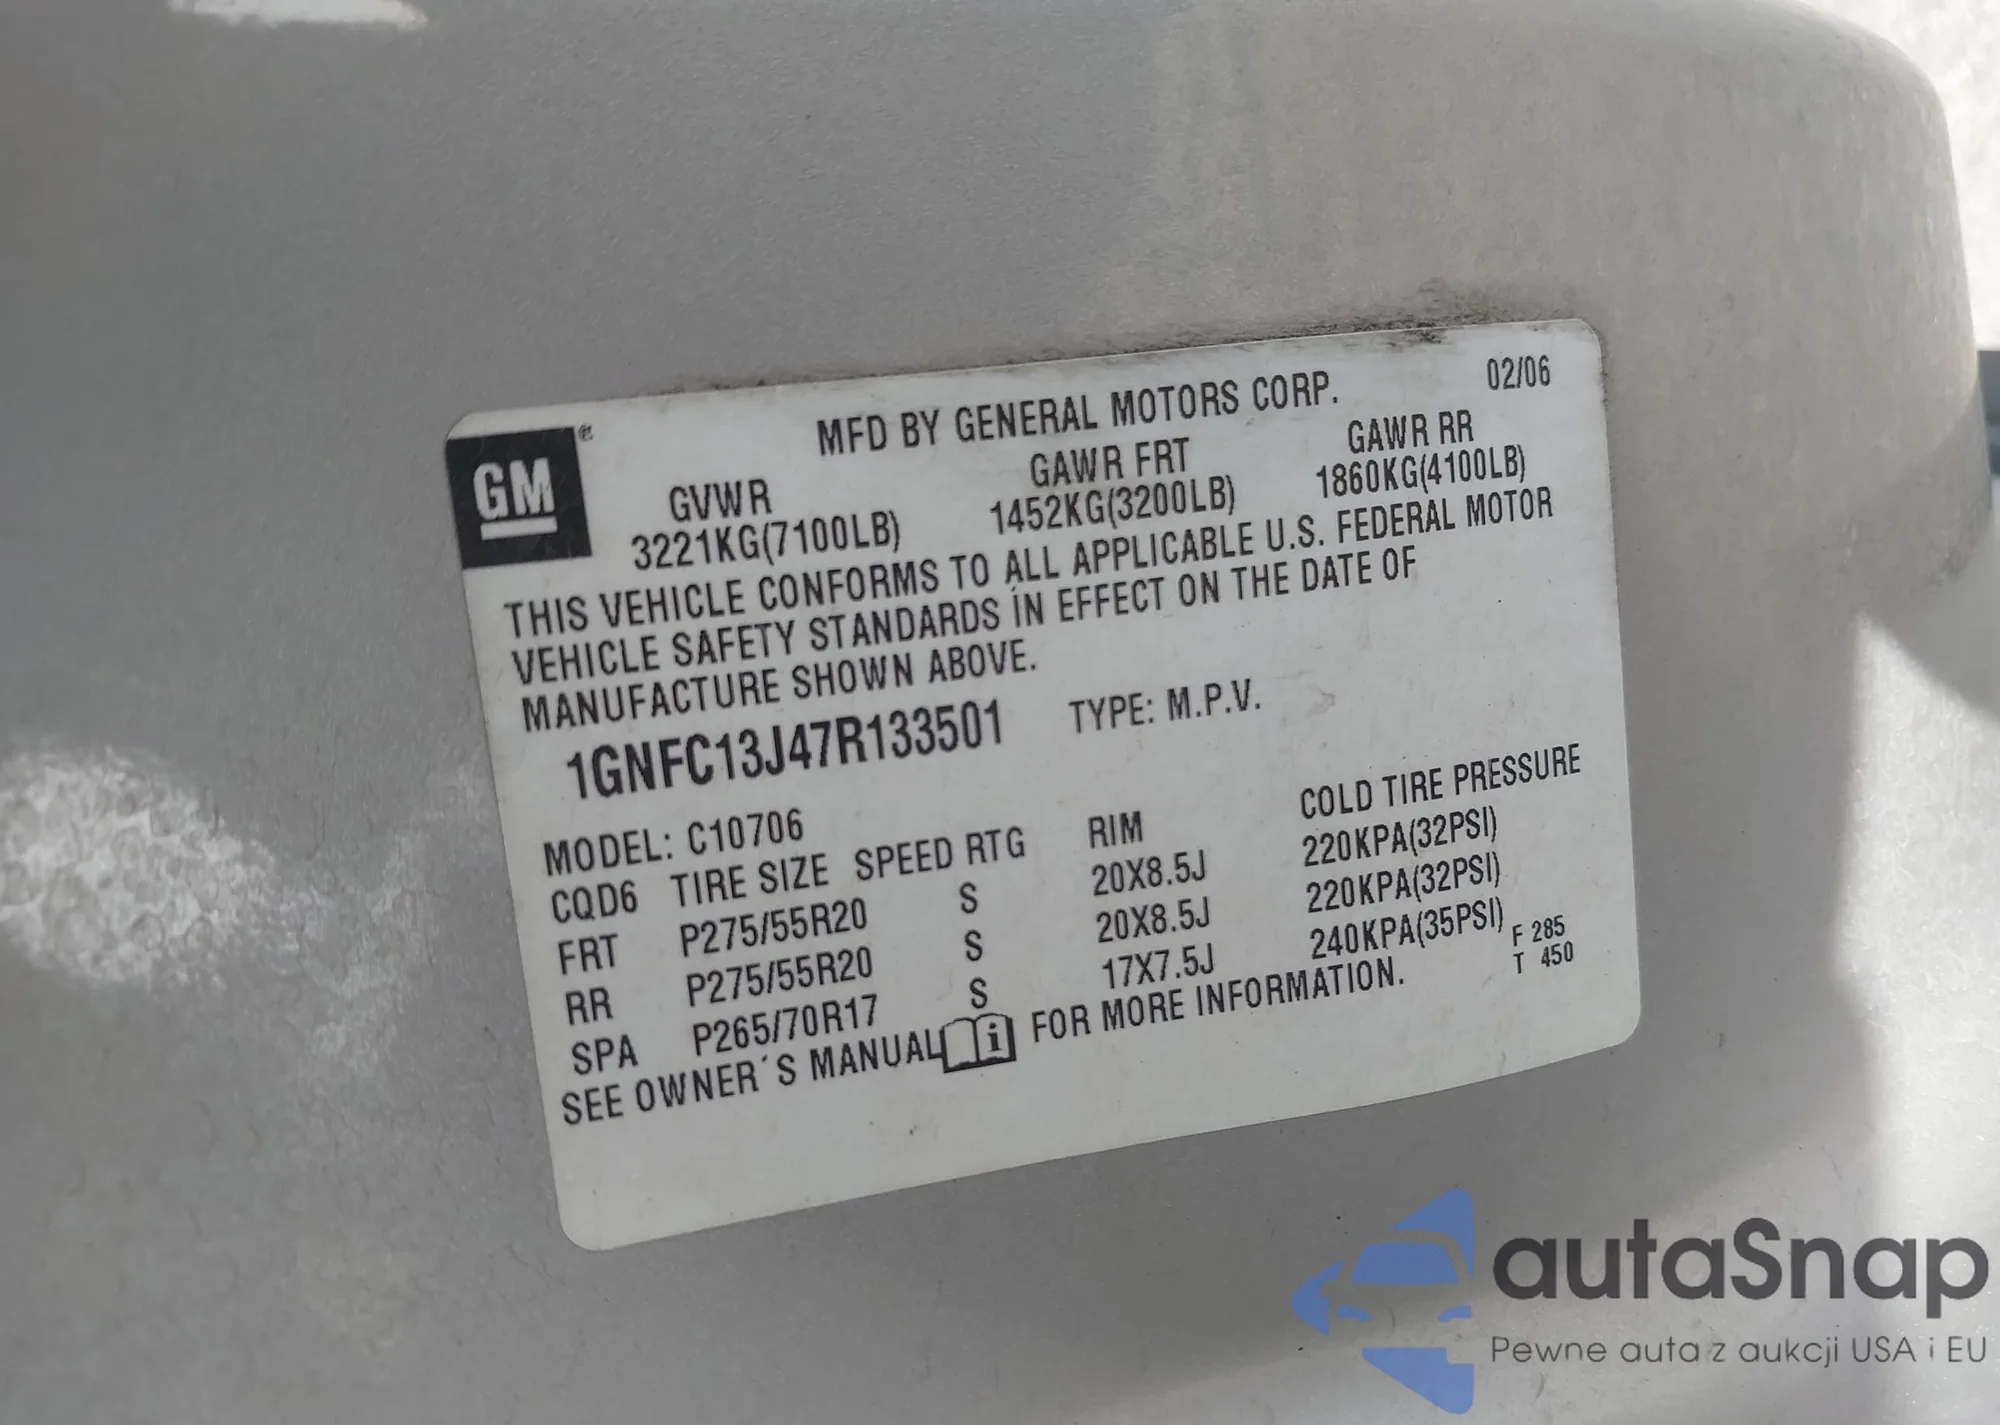 MFD BY GENERAL MOTORS CORP. 02/06
GM ®
GVWR GAWR FRT GAWR RR
3221KG(7100LB) 1452KG(3200LB) 1860KG(4100LB)
THIS VEHICLE CONFORMS TO ALL APPLICABLE U.S. FEDERAL MOTOR
VEHICLE SAFETY STANDARDS IN EFFECT ON THE DATE OF
MANUFACTURE SHOWN ABOVE.
1GNFC13J47R133501 TYPE: M.P.V.
MODEL: C10706
CQD6 TIRE SIZE SPEED RTG RIM COLD TIRE PRESSURE
FRT P275/55R20 S 20X8.5J 220KPA(32PSI)
RR P275/55R20 S 20X8.5J 220KPA(32PSI)
SPA P265/70R17 S 17X7.5J 240KPA(35PSI) F 285
T 450
SEE OWNER´S MANUAL i FOR MORE INFORMATION.
autaSnap
Pewne auta z aukcji USA i EU